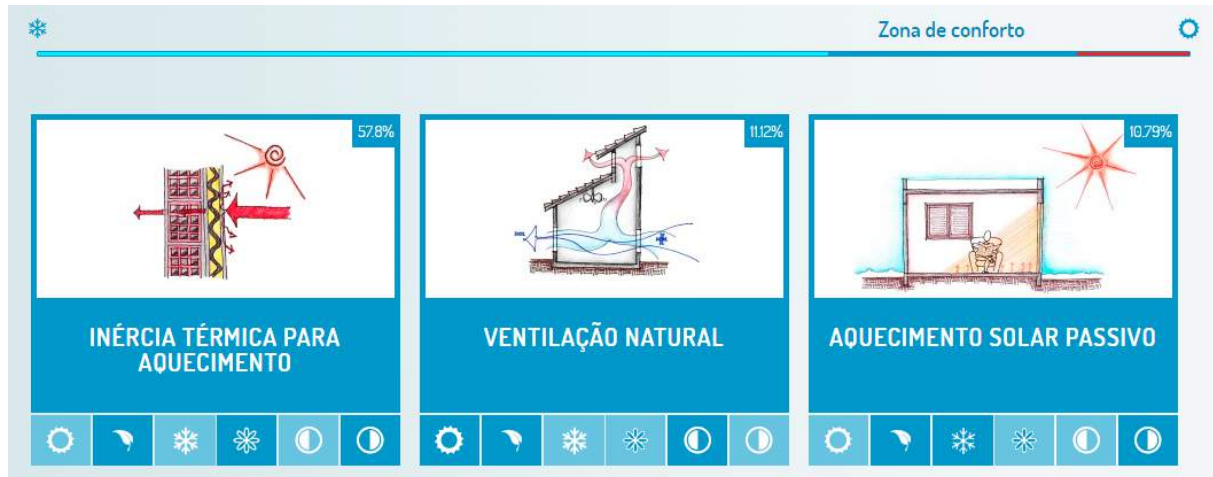 Zona de conforto
57.8%
11.12%
10.79%
INÉRCIA TÉRMICA PARA
AQUECIMENTO
VENTILAÇÃO NATURAL
AQUECIMENTO SOLAR PASSIVO